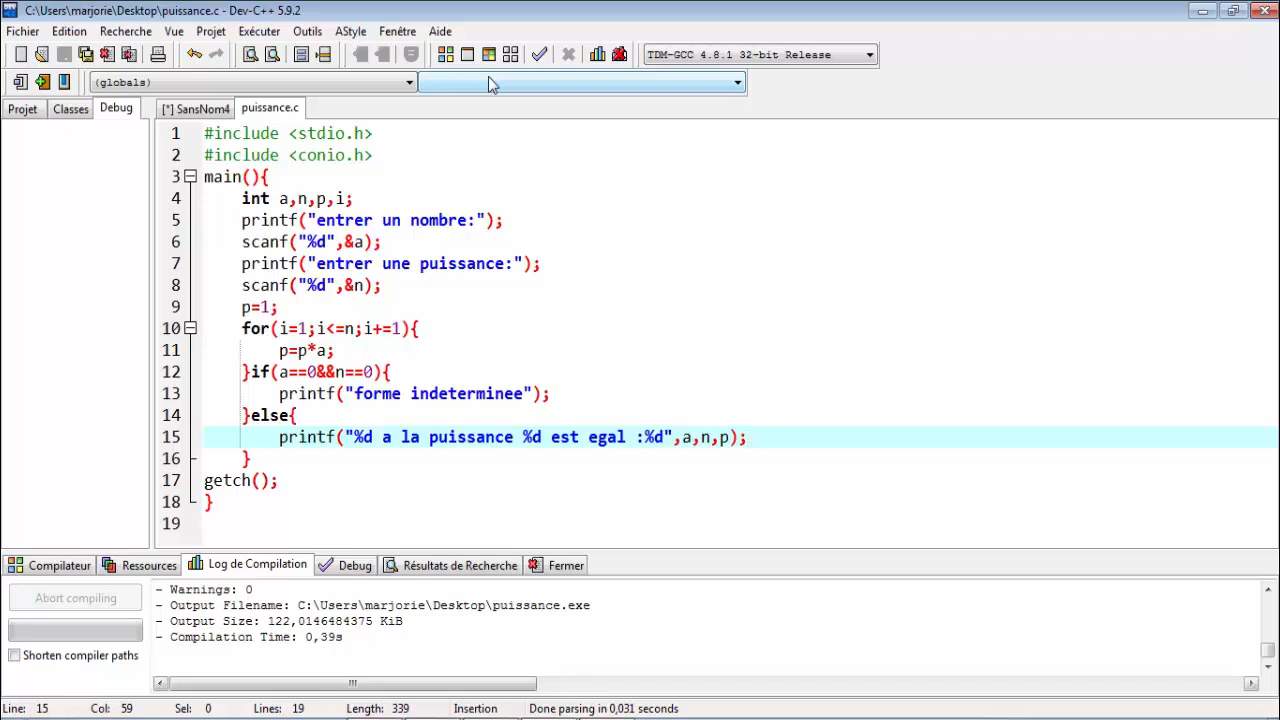 C:\Users\marjorie\Desktop\puissance.c - Dev-C++ 5.9.2
Fichier Edition Recherche Vue Projet Exécuter Outils AStyle Fenêtre Aide
TDM-GCC 4.8.1 32-bit Release
(globals)
Projet Classes Debug [*] SansNom4 puissance.c
1 #include <stdio.h>
2 #include <conio.h>
3 main(){
4 int a,n,p,i;
5 printf("entrer un nombre:");
6 scanf("%d",&a);
7 printf("entrer une puissance:");
8 scanf("%d",&n);
9 p=1;
10 for(i=1;i<=n;i+=1){
11 p=p*a;
12 }if(a==0&&n==0){
13 printf("forme indeterminee");
14 }else{
15 printf("%d a la puissance %d est egal :%d",a,n,p);
16 }
17 getch();
18 }
19
Compilateur Ressources Log de Compilation Debug Résultats de Recherche Fermer
Abort compiling
Shorten compiler paths
- Warnings: 0
- Output Filename: C:\Users\marjorie\Desktop\puissance.exe
- Output Size: 122,0146484375 KiB
- Compilation Time: 0,39s
Line: 15 Col: 59 Sel: 0 Lines: 19 Length: 339 Insertion Done parsing in 0,031 seconds